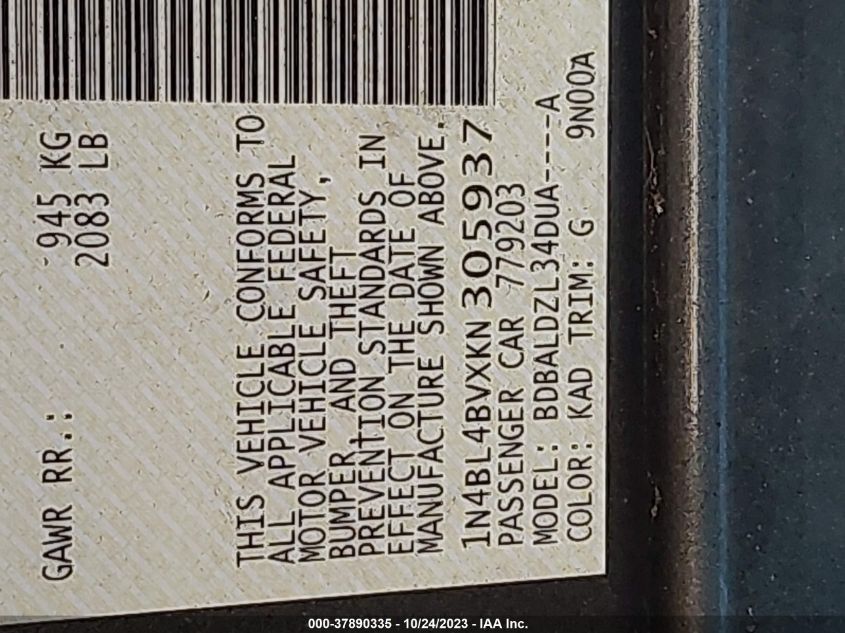 GAWR RR.: 945 KG
2083 LB
THIS VEHICLE CONFORMS TO
ALL APPLICABLE FEDERAL
MOTOR VEHICLE SAFETY,
BUMPER, AND THEFT
PREVENTION STANDARDS IN
EFFECT ON THE DATE OF
MANUFACTURE SHOWN ABOVE.
1N4BL4BVXKN305937
PASSENGER CAR 779203
MODEL: BDBALDZL34DUA----A
COLOR: KAD TRIM: G 9N00A
000-37890335 - 10/24/2023 - IAA Inc.